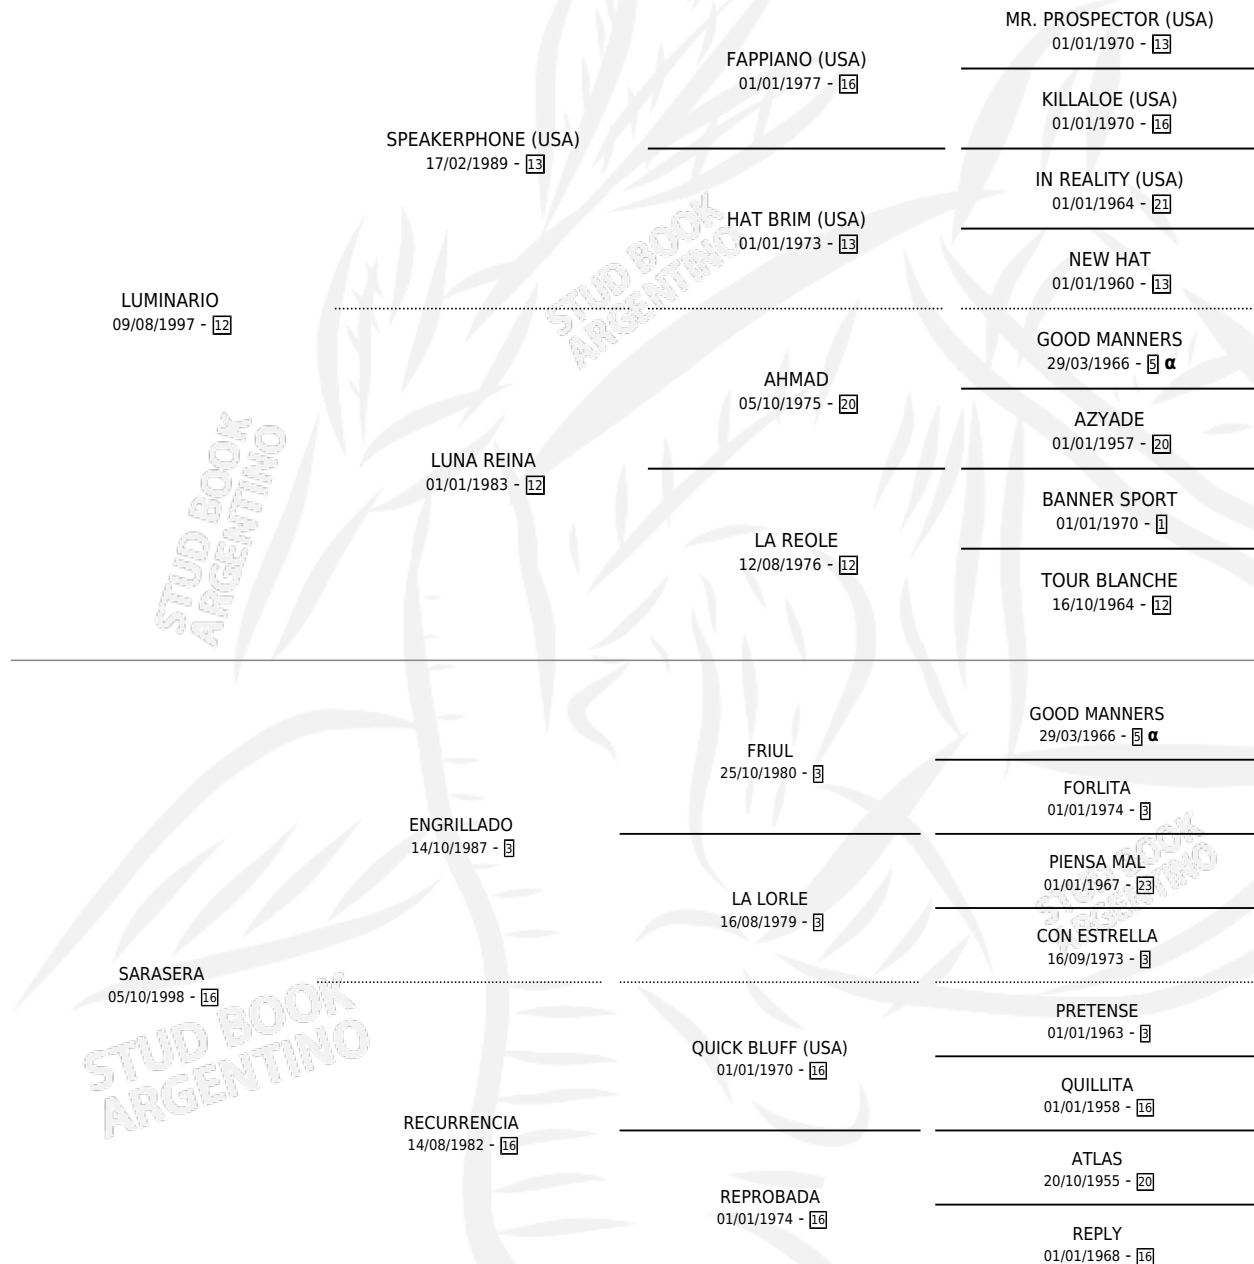 MR. PROSPECTOR (USA)
01/01/1970 - 13
FAPPIANO (USA)
01/01/1977 - 16
KILLALOE (USA)
01/01/1970 - 16
SPEAKERPHONE (USA)
17/02/1989 - 13
IN REALITY (USA)
01/01/1964 - 21
HAT BRIM (USA)
01/01/1973 - 13
NEW HAT
01/01/1960 - 13
LUMINARIO
09/08/1997 - 12
GOOD MANNERS
29/03/1966 - 5 α
AHMAD
05/10/1975 - 20
AZYADE
01/01/1957 - 20
LUNA REINA
01/01/1983 - 12
BANNER SPORT
01/01/1970 - 1
LA REOLE
12/08/1976 - 12
TOUR BLANCHE
16/10/1964 - 12
GOOD MANNERS
29/03/1966 - 5 α
FRIUL
25/10/1980 - 3
FORLITA
01/01/1974 - 3
ENGRILLADO
14/10/1987 - 3
PIENSA MAL
01/01/1967 - 23
LA LORLE
16/08/1979 - 3
CON ESTRELLA
16/09/1973 - 3
SARASERA
05/10/1998 - 16
PRETENSE
01/01/1963 - 3
QUICK BLUFF (USA)
01/01/1970 - 16
QUILLITA
01/01/1958 - 16
RECURRENCIA
14/08/1982 - 16
ATLAS
20/10/1955 - 20
REPROBADA
01/01/1974 - 16
REPLY
01/01/1968 - 16
STUD BOOK
ARGENTINO
STUD BOOK
ARGENTINO
STUD BOOK
ARGENTINO
STUD BOOK
ARGENTINO